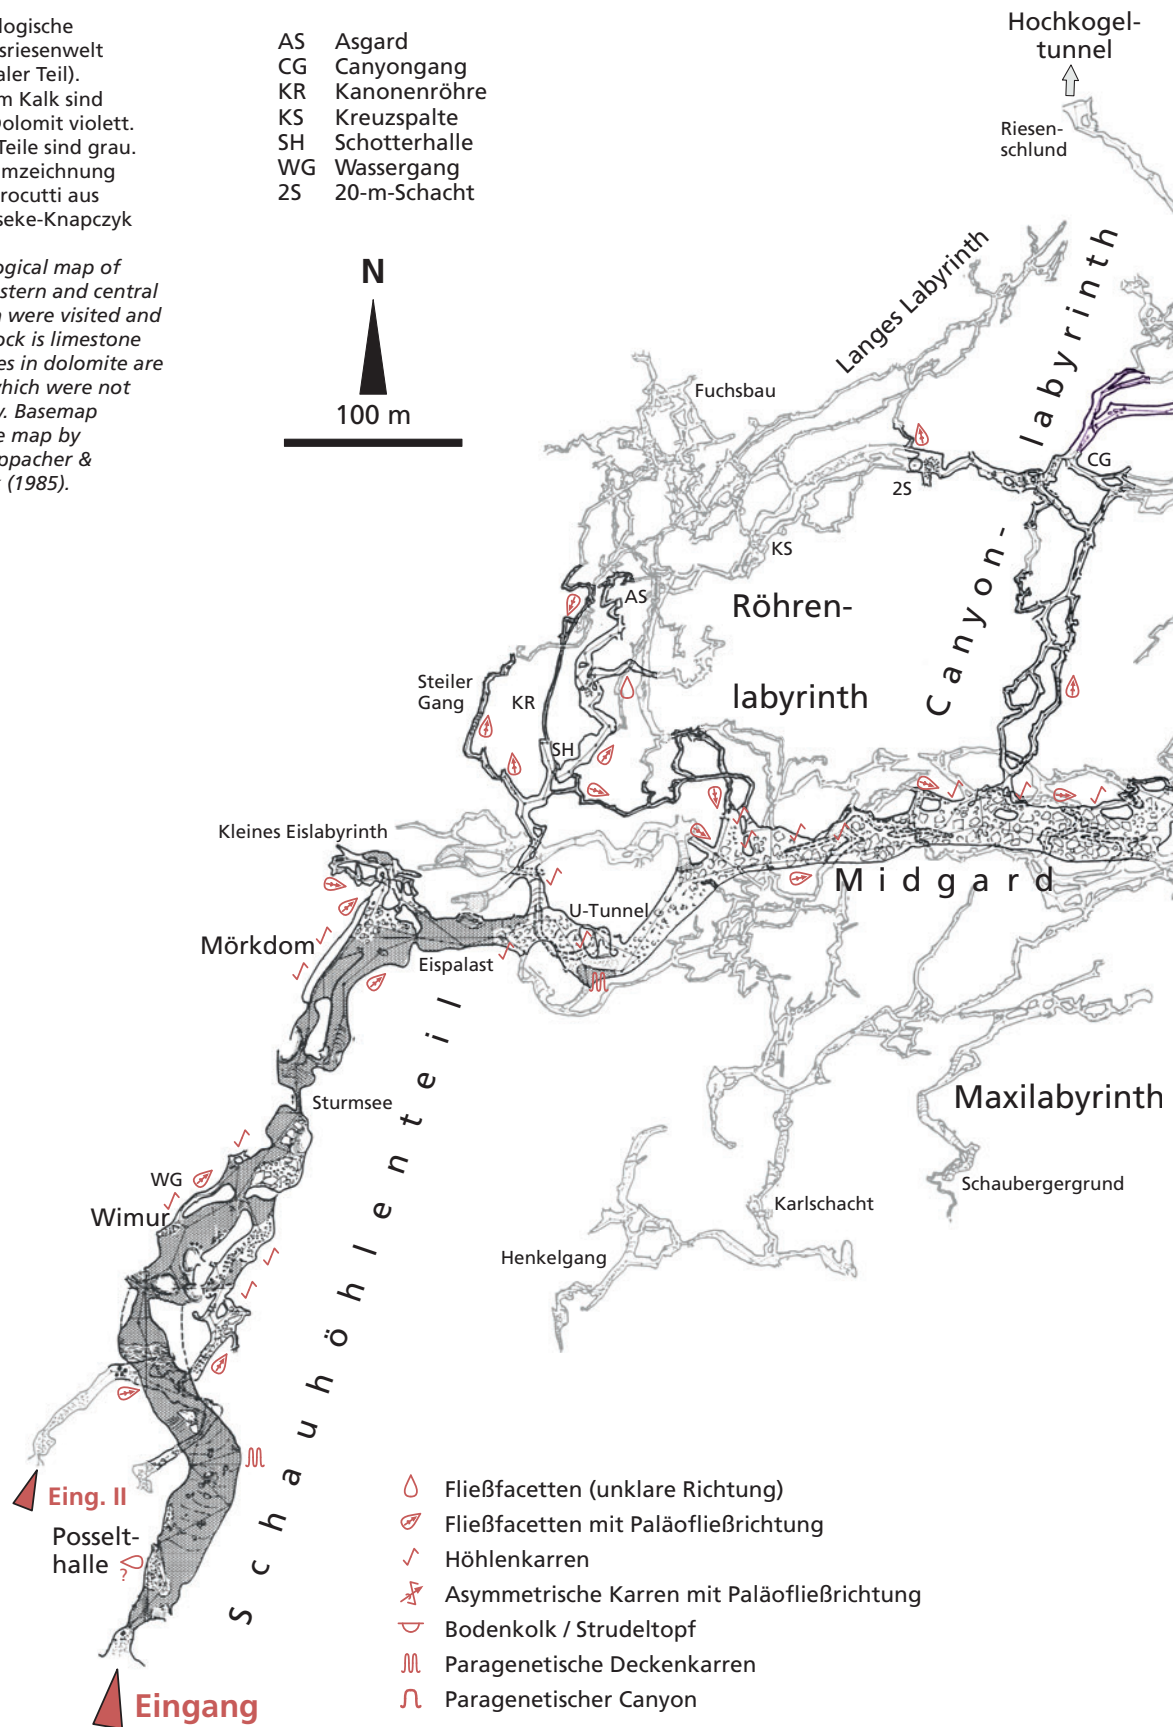 logische
sriesenwelt
aler Teil).
m Kalk sind
Dolomit violett.
Teile sind grau.
mzeichnung
rocutti aus
seke-Knapczyk
ogical map of
stern and central
were visited and
ock is limestone
es in dolomite are
which were not
y. Basemap
e map by
ppacher &
(1985).
AS Asgard
CG Canyongang
KR Kanonenröhre
KS Kreuzspalte
SH Schotterhalle
WG Wassergang
2S 20-m-Schacht
N
100 m
Hochkogel-
tunnel
Riesen-
schlund
Langes Labyrinth
Fuchsbau
Canyon-
labyrinth
CG
2S
KS
AS
Röhren-
labyrinth
Steiler
Gang
KR
SH
Kleines Eislabyrinth
Midgard
U-Tunnel
Mörkdom
Eispalast
Sturmsee
Maxilabyrinth
Schaubergergrund
Karlschacht
Henkelgang
WG
Wimur
Schauhöhlenteil
Eing. II
Posselt-
halle
?
Eingang
Fließfacetten (unklare Richtung)
Fließfacetten mit Paläofließrichtung
Höhlenkarren
Asymmetrische Karren mit Paläofließrichtung
Bodenkolk / Strudeltopf
Paragenetische Deckenkarren
Paragenetischer Canyon